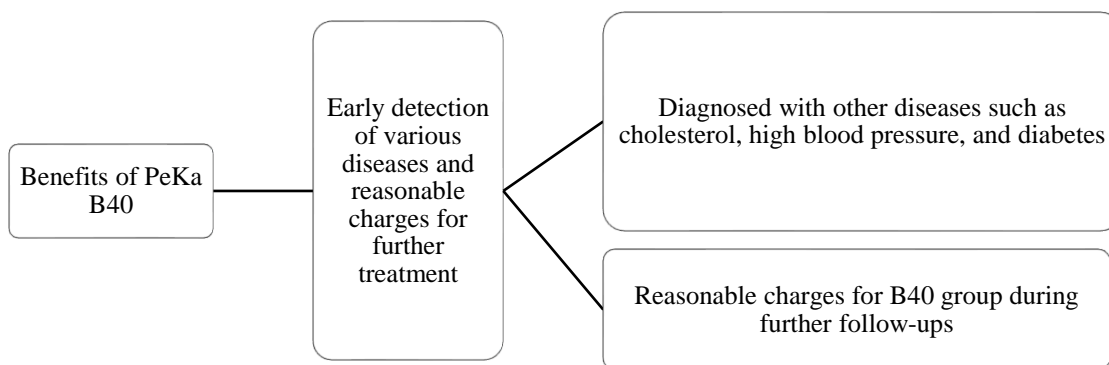 Benefits of PeKa
B40
Early detection
of various
diseases and
reasonable
charges for
further
treatment
Diagnosed with other diseases such as
cholesterol, high blood pressure, and diabetes
Reasonable charges for B40 group during
further follow-ups